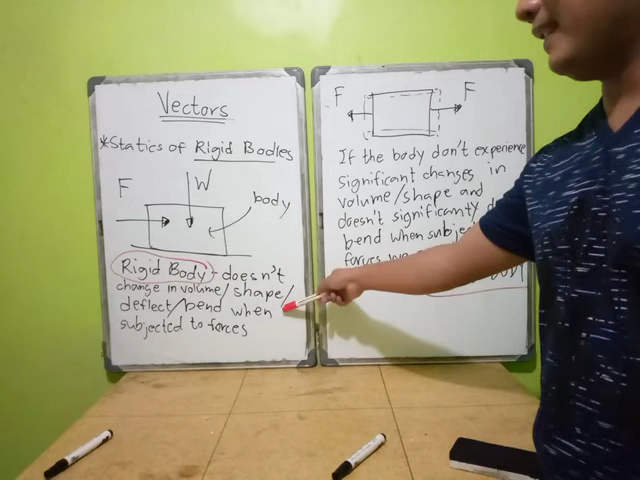 Vectors
*Statics of Rigid Bodies
F
W
body
Rigid Body - doesn't
change in volume/shape/
deflect/bend when
subjected to forces
F
F
If the body don't experience
significant changes in
volume/shape and
doesn't significantly
bend when
forces